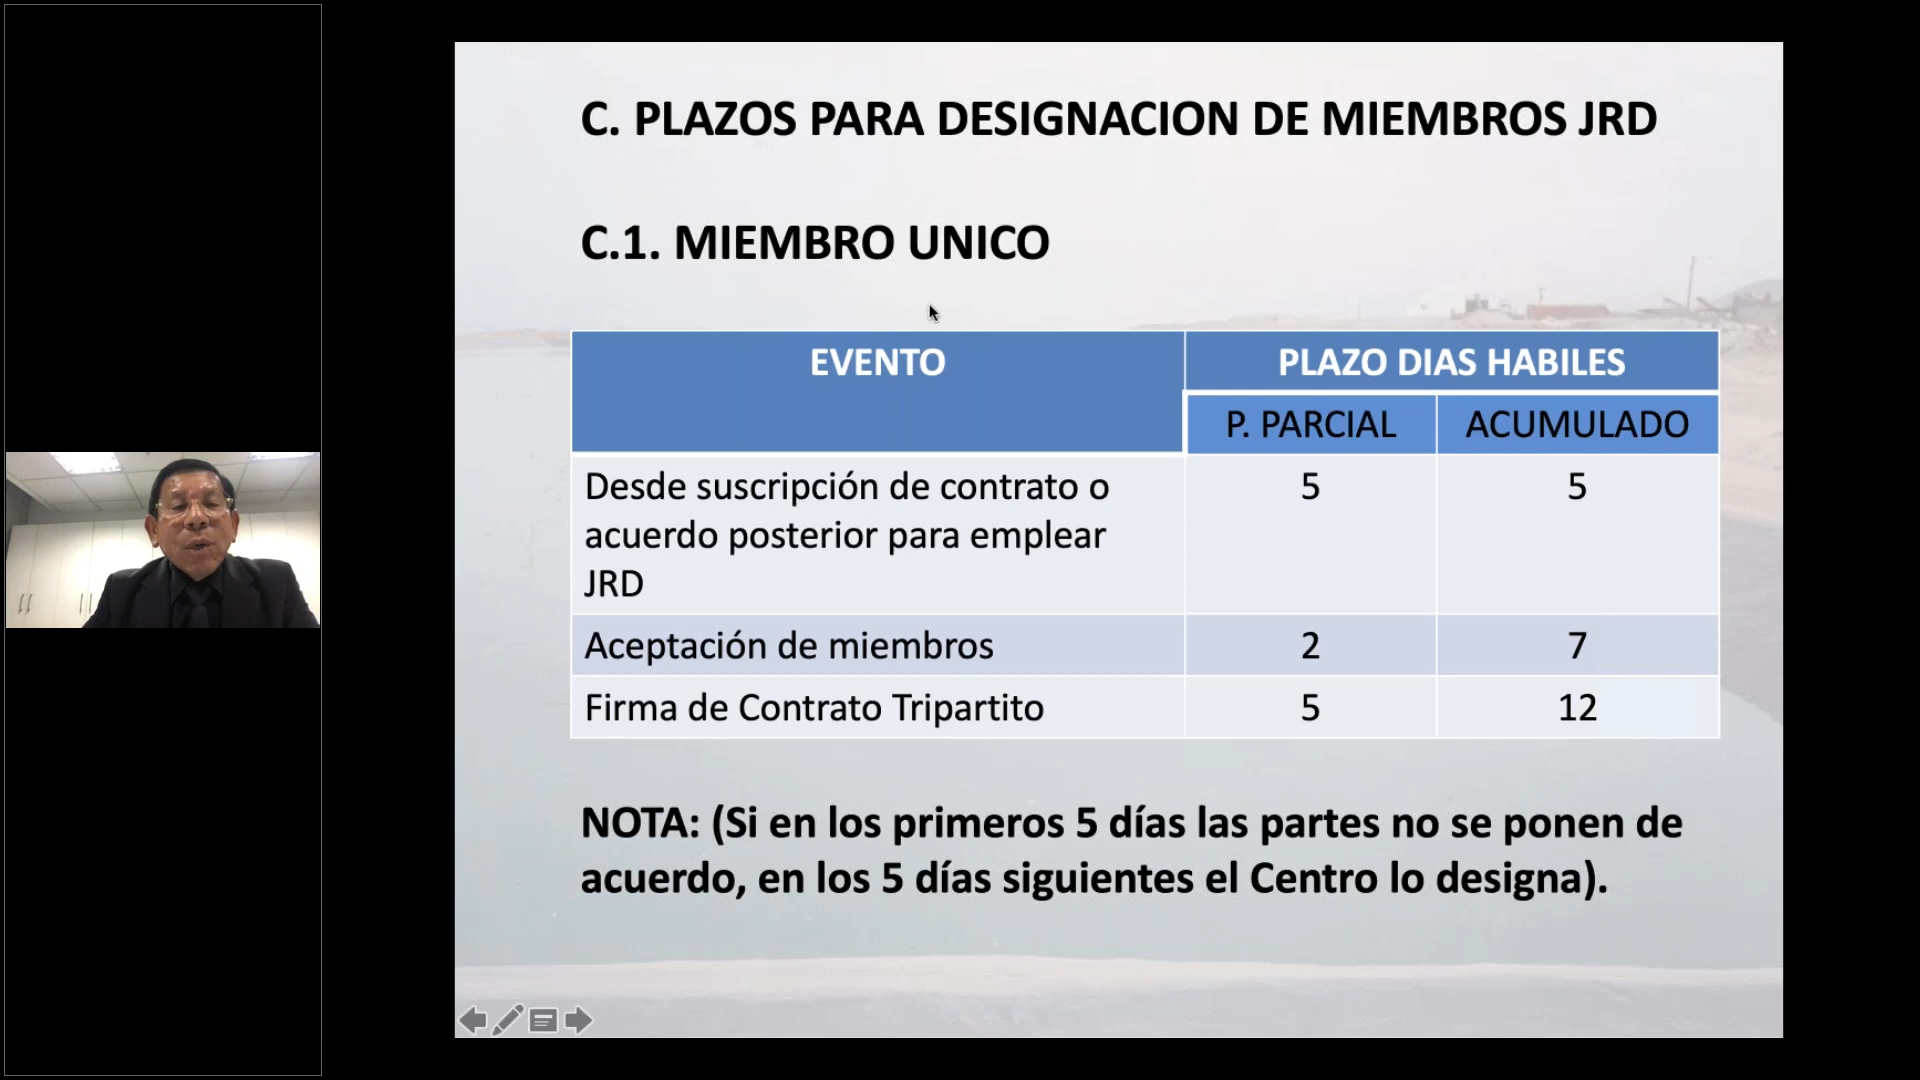 C. PLAZOS PARA DESIGNACION DE MIEMBROS JRD
C.1. MIEMBRO UNICO
EVENTO
PLAZO DIAS HABILES
P. PARCIAL
ACUMULADO
Desde suscripción de contrato o
acuerdo posterior para emplear
JRD
5
5
Aceptación de miembros
2
7
Firma de Contrato Tripartito
5
12
NOTA: (Si en los primeros 5 días las partes no se ponen de
acuerdo, en los 5 días siguientes el Centro lo designa).